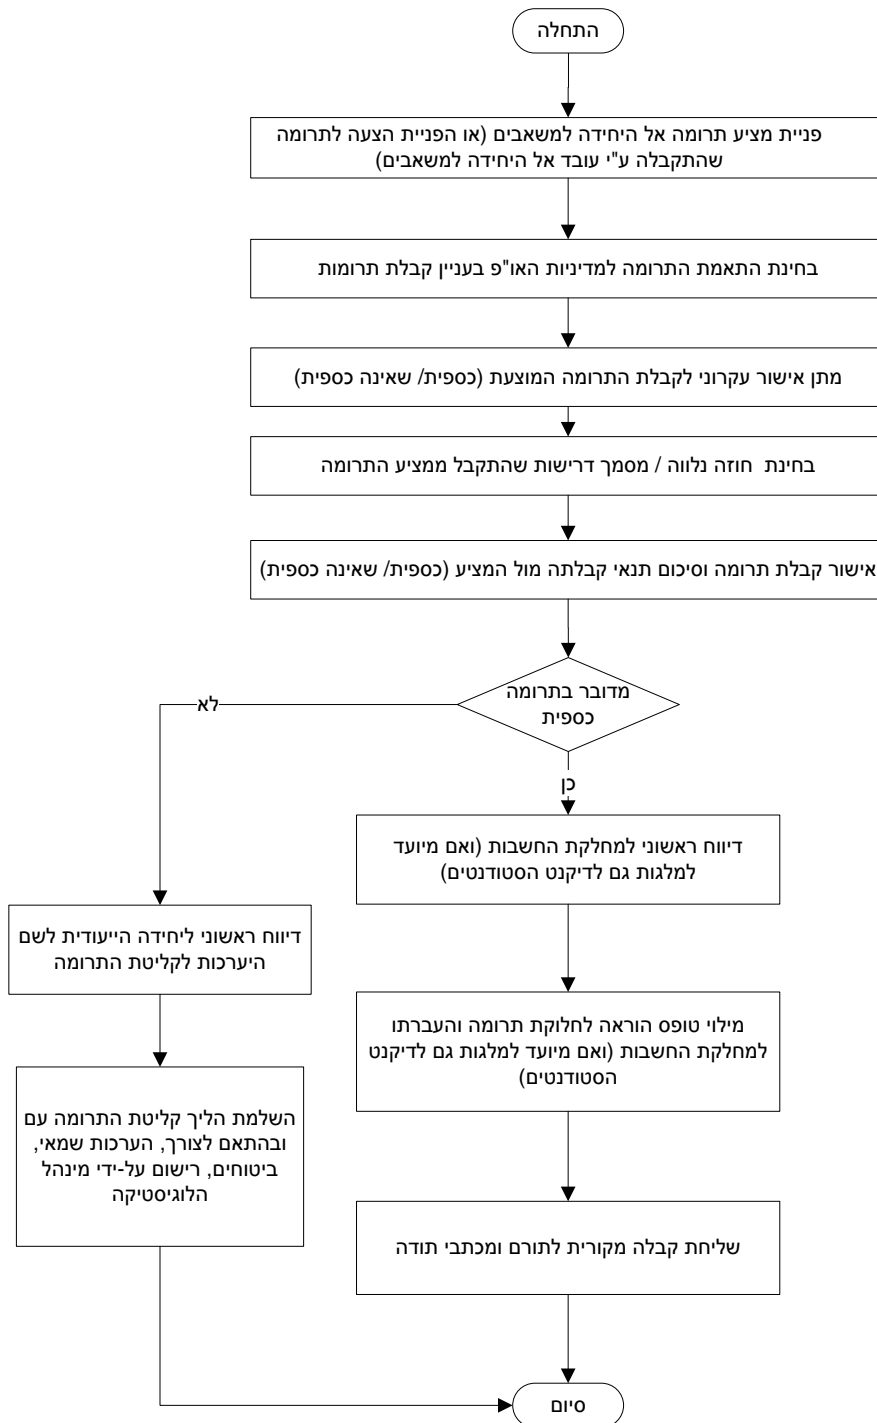 התחלה
פניית מציע תרומה אל היחידה למשאבים (או הפניית הצעה לתרומה
שהתקבלה ע"י עובד אל היחידה למשאבים)
בחינת התאמת התרומה למדיניות האו"פ בעניין קבלת תרומות
מתן אישור עקרוני לקבלת התרומה המוצעת (כספית/ שאינה כספית)
בחינת חוזה נלווה / מסמך דרישות שהתקבל ממציע התרומה
אישור קבלת תרומה וסיכום תנאי קבלתה מול המציע (כספית/ שאינה כספית)
מדובר בתרומה
כספית
לא
כן
דיווח ראשוני למחלקת החשבות (ואם מיועד
למלגות גם לדיקנט הסטודנטים)
דיווח ראשוני ליחידה הייעודית לשם
היערכות לקליטת התרומה
מילוי טופס הוראה לחלוקת תרומה והעברתו
למחלקת החשבות (ואם מיועד למלגות גם לדיקנט
הסטודנטים)
השלמת הליך קליטת התרומה עם
ובהתאם לצורך, הערכות שמאי,
ביטוחים, רישום על-ידי מינהל
הלוגיסטיקה
שליחת קבלה מקורית לתורם ומכתבי תודה
סיום